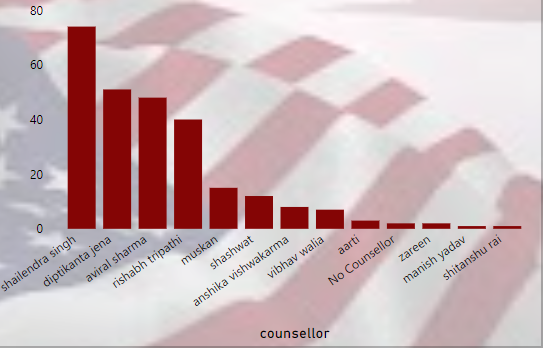 80
60
40
20
0
shailendra singh
diptikanta jena
aviral sharma
rishabh tripathi
muskan
shashwat
anshika vishwakarma
vibhav walia
aarti
No Counsellor
zareen
manish yadav
shitanshu rai
counsellor